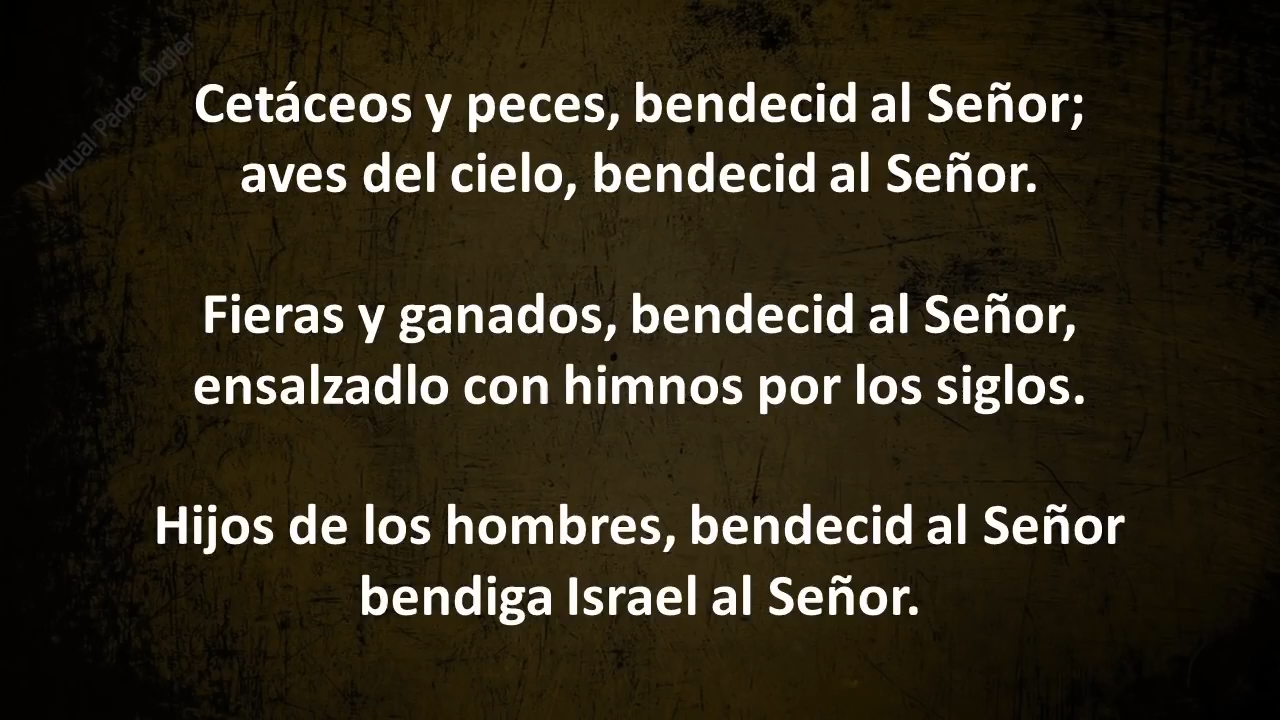 Virtual Padre Didier
Cetáceos y peces, bendecid al Señor;
aves del cielo, bendecid al Señor.
Fieras y ganados, bendecid al Señor,
ensalzadlo con himnos por los siglos.
Hijos de los hombres, bendecid al Señor
bendiga Israel al Señor.